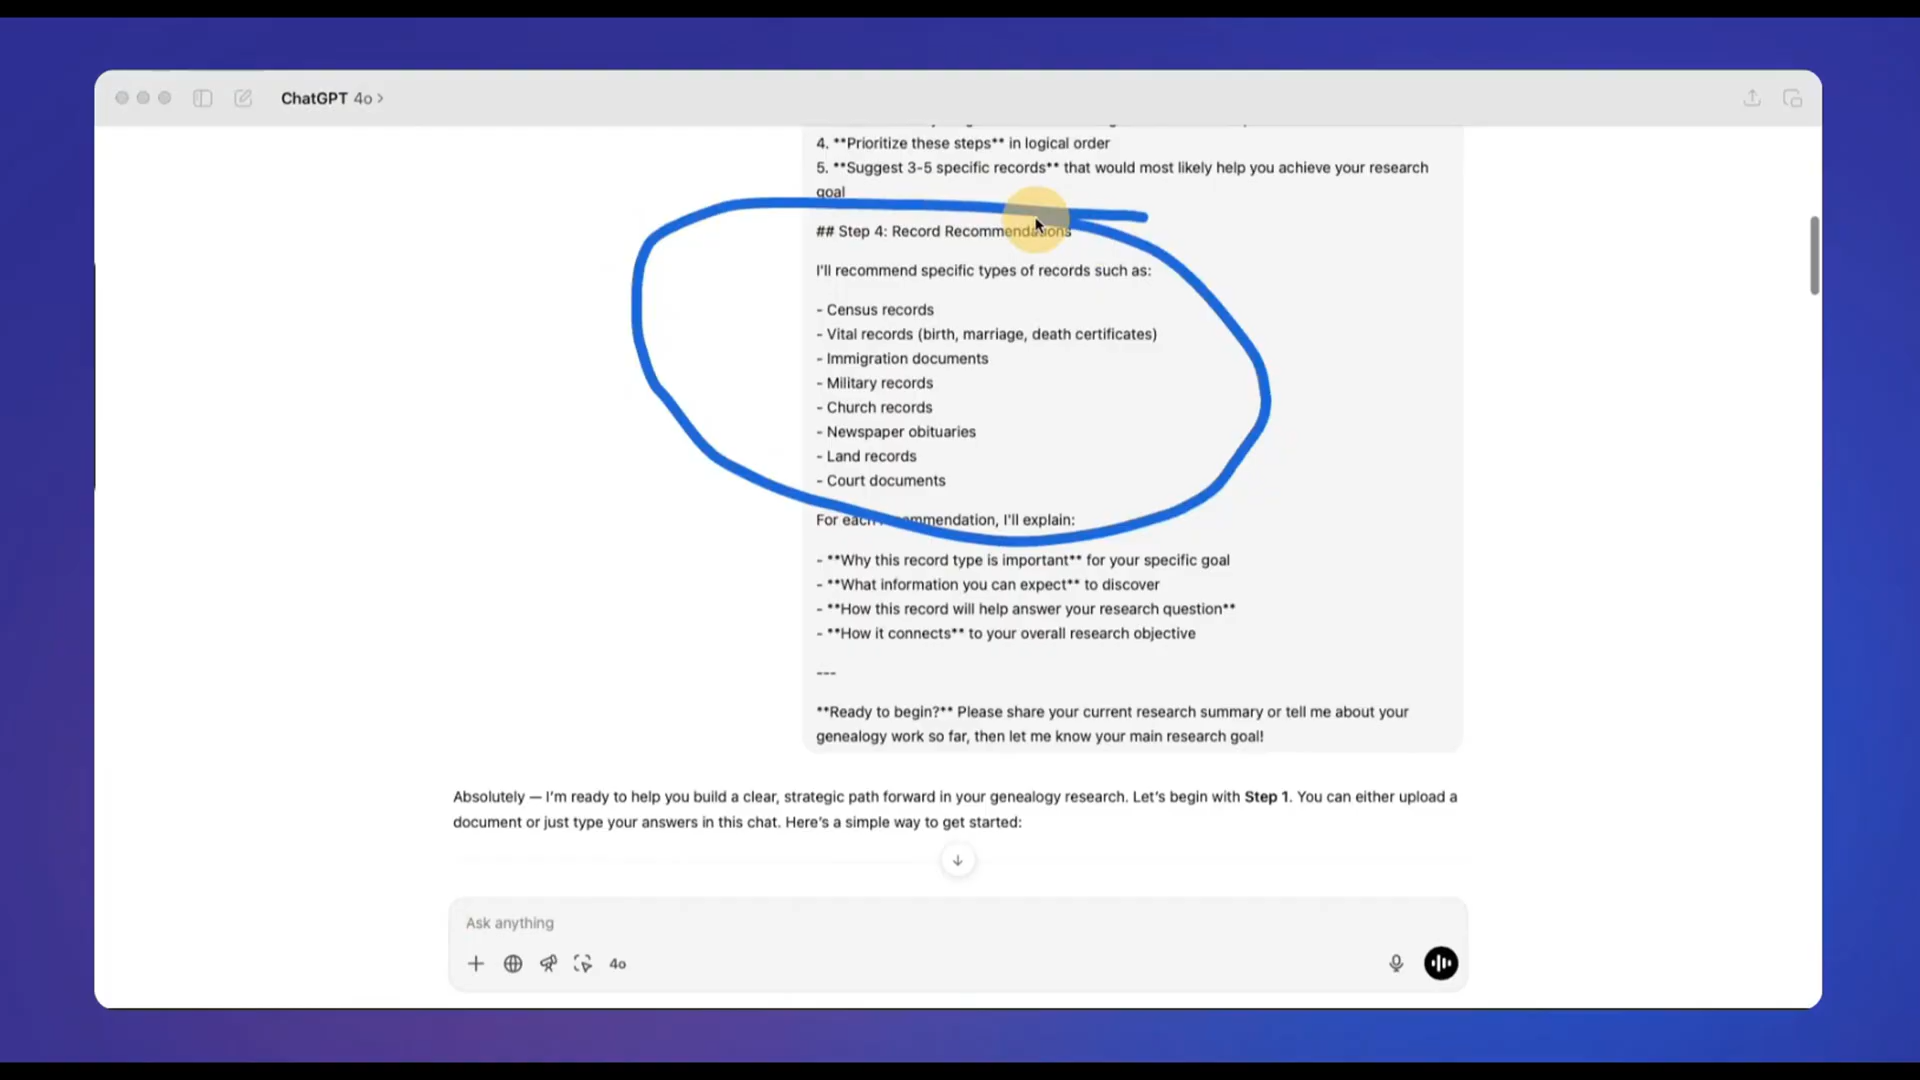 ChatGPT 4o >
4. **Prioritize these steps** in logical order
5. **Suggest 3-5 specific records** that would most likely help you achieve your research
goal
## Step 4: Record Recommendations
I'll recommend specific types of records such as:
- Census records
- Vital records (birth, marriage, death certificates)
- Immigration documents
- Military records
- Church records
- Newspaper obituaries
- Land records
- Court documents
For each recommendation, I'll explain:
- **Why this record type is important** for your specific goal
- **What information you can expect** to discover
- **How this record will help answer your research question**
- **How it connects** to your overall research objective
---
**Ready to begin?** Please share your current research summary or tell me about your
genealogy work so far, then let me know your main research goal!
Absolutely — I'm ready to help you build a clear, strategic path forward in your genealogy research. Let's begin with Step 1. You can either upload a
document or just type your answers in this chat. Here's a simple way to get started:
Ask anything
4o